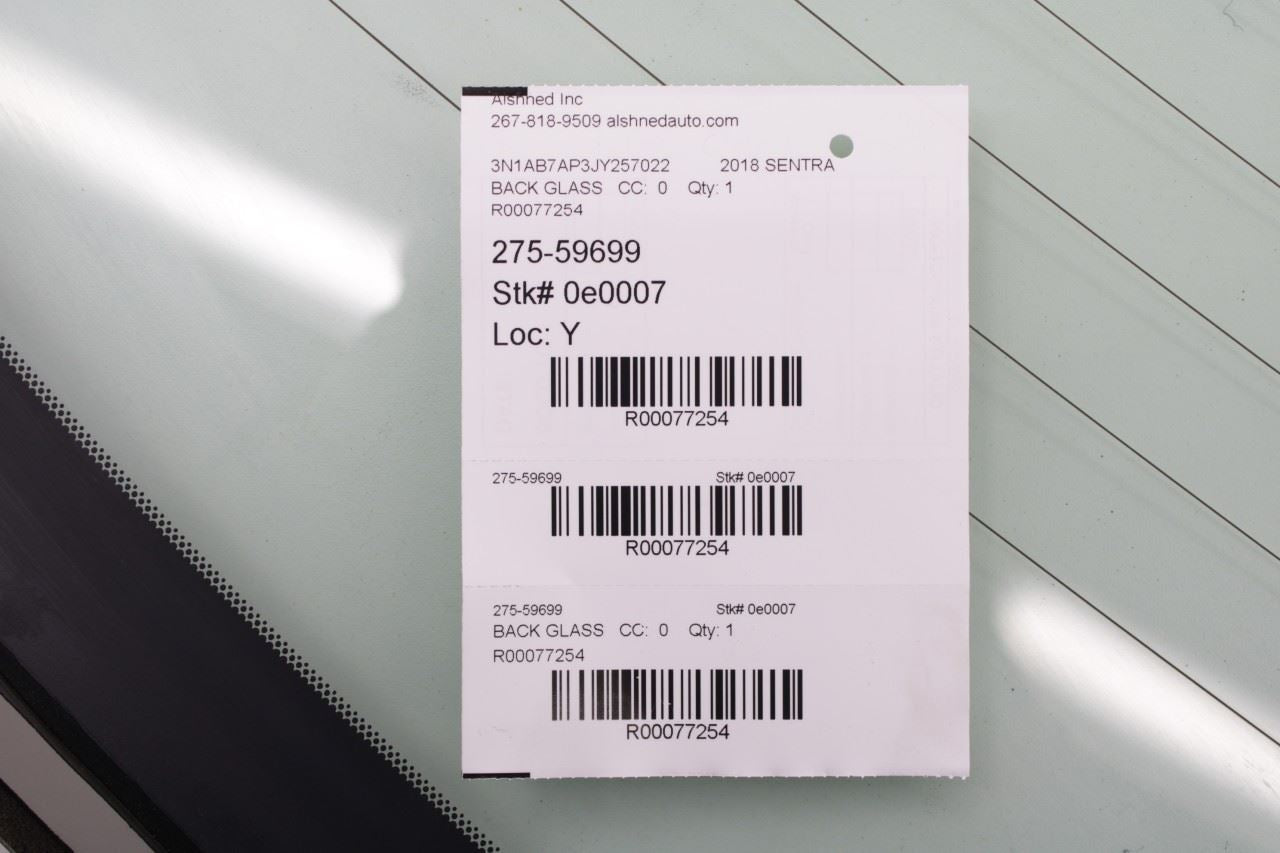 Alshned Inc
267-818-9509 alshnedauto.com
3N1AB7AP3JY257022 2018 SENTRA
BACK GLASS CC: 0 Qty: 1
R00077254
275-59699
Stk# 0e0007
Loc: Y
R00077254
275-59699 Stk# 0e0007
R00077254
275-59699 Stk# 0e0007
BACK GLASS CC: 0 Qty: 1
R00077254
R00077254